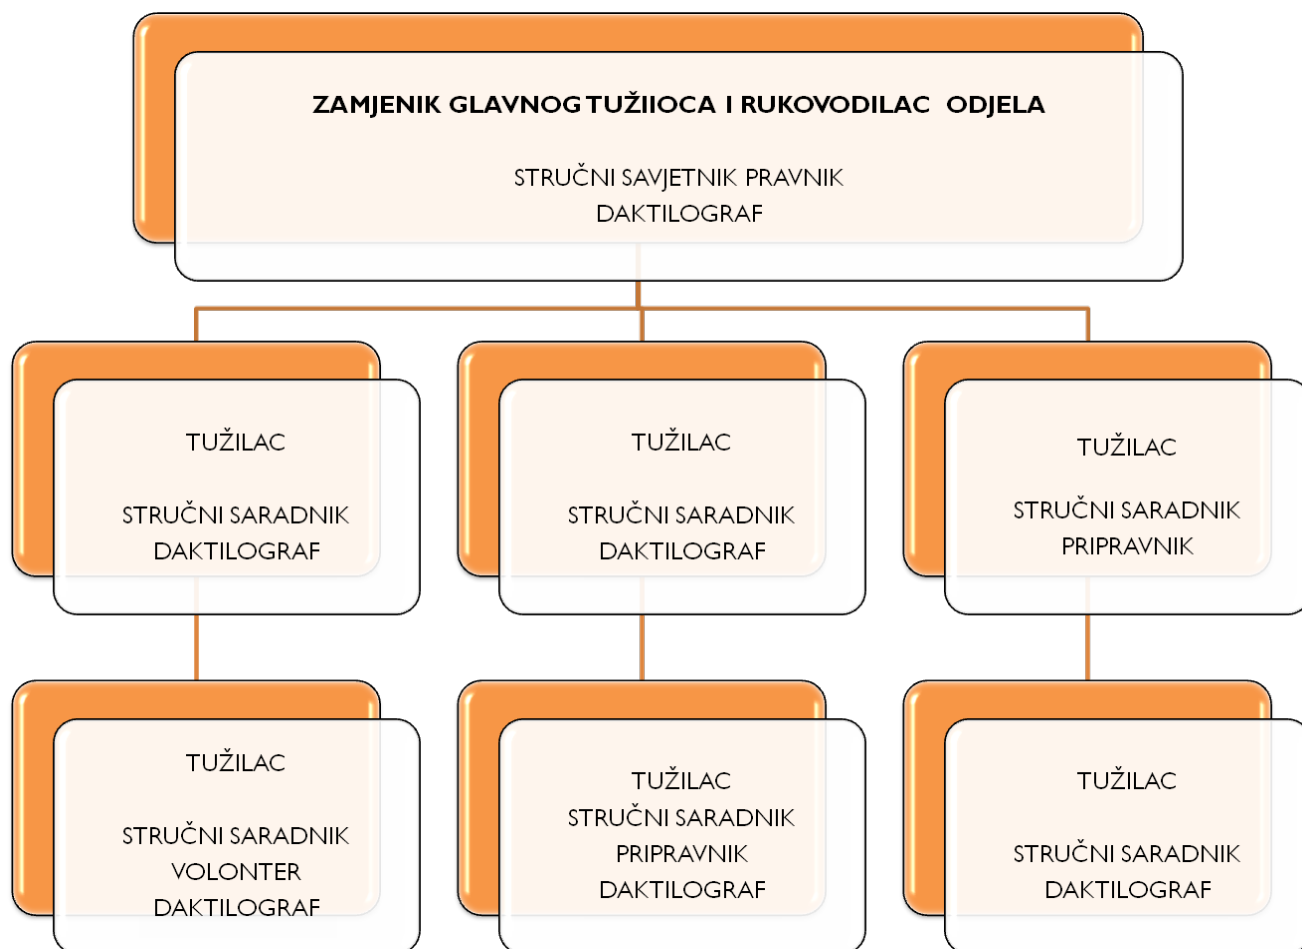 ZAMJENIK GLAVNOG TUŽIIOCA I RUKOVODILAC ODJELA
STRUČNI SAVJETNIK PRAVNIK
DAKTILOGRAF
TUŽILAC
STRUČNI SARADNIK
DAKTILOGRAF
TUŽILAC
STRUČNI SARADNIK
DAKTILOGRAF
TUŽILAC
STRUČNI SARADNIK
PRIPRAVNIK
TUŽILAC
STRUČNI SARADNIK
VOLONTER
DAKTILOGRAF
TUŽILAC
STRUČNI SARADNIK
PRIPRAVNIK
DAKTILOGRAF
TUŽILAC
STRUČNI SARADNIK
DAKTILOGRAF